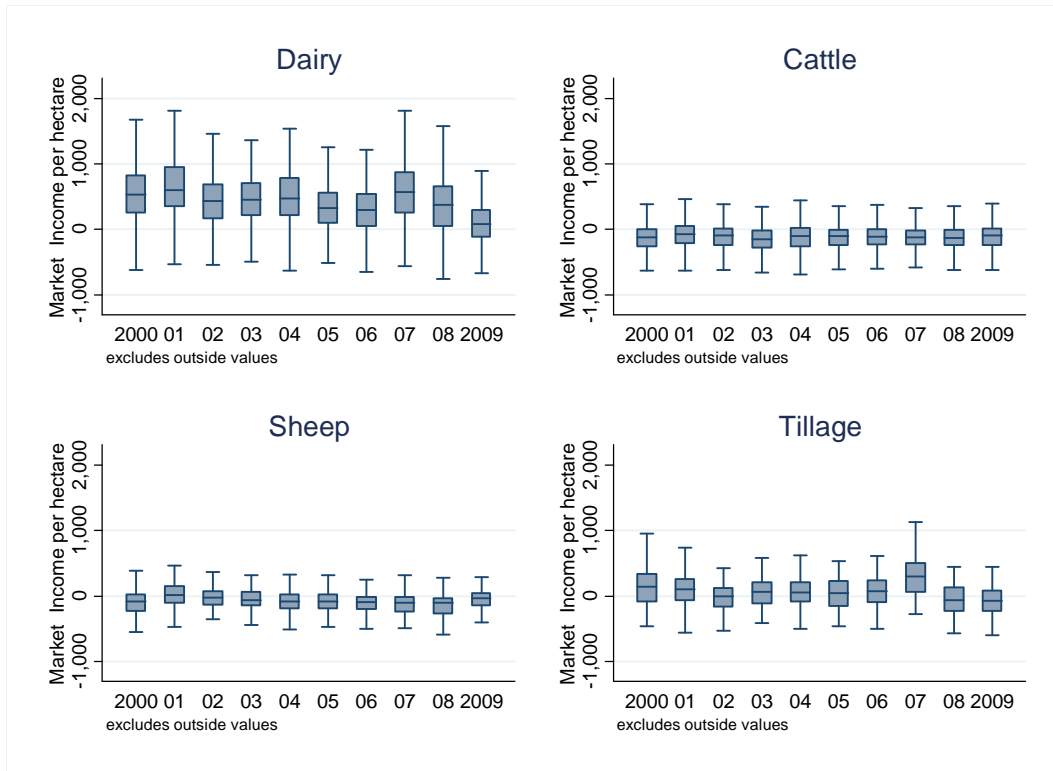 Dairy
Market Income per hectare
2,000
1,000
0
-1,000
2000 01 02 03 04 05 06 07 08 2009
excludes outside values
Cattle
Market Income per hectare
2,000
1,000
0
-1,000
2000 01 02 03 04 05 06 07 08 2009
excludes outside values
Sheep
Market Income per hectare
2,000
1,000
0
-1,000
2000 01 02 03 04 05 06 07 08 2009
excludes outside values
Tillage
Market Income per hectare
2,000
1,000
0
-1,000
2000 01 02 03 04 05 06 07 08 2009
excludes outside values